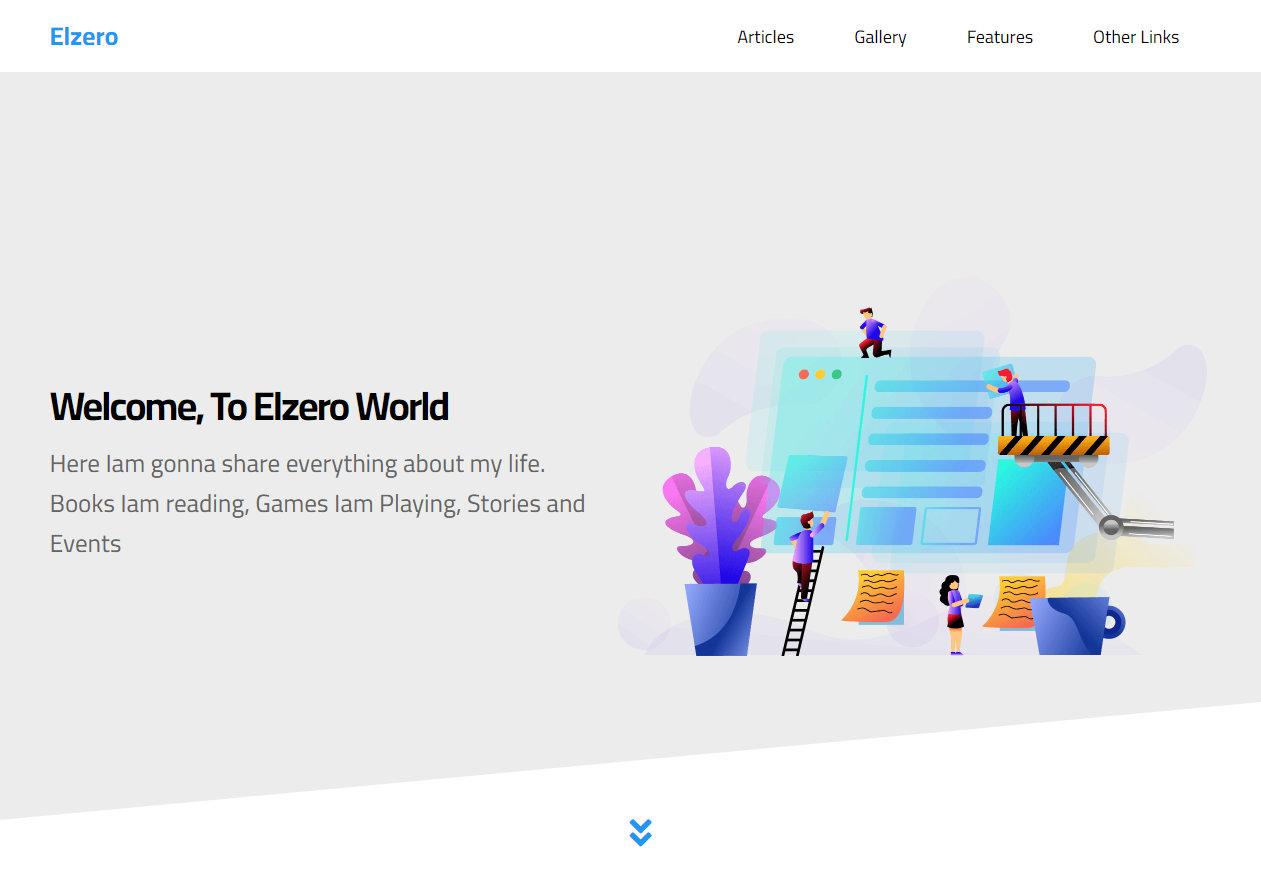 Elzero
Articles
Gallery
Features
Other Links
Welcome, To Elzero World
Here Iam gonna share everything about my life.
Books Iam reading, Games Iam Playing, Stories and
Events